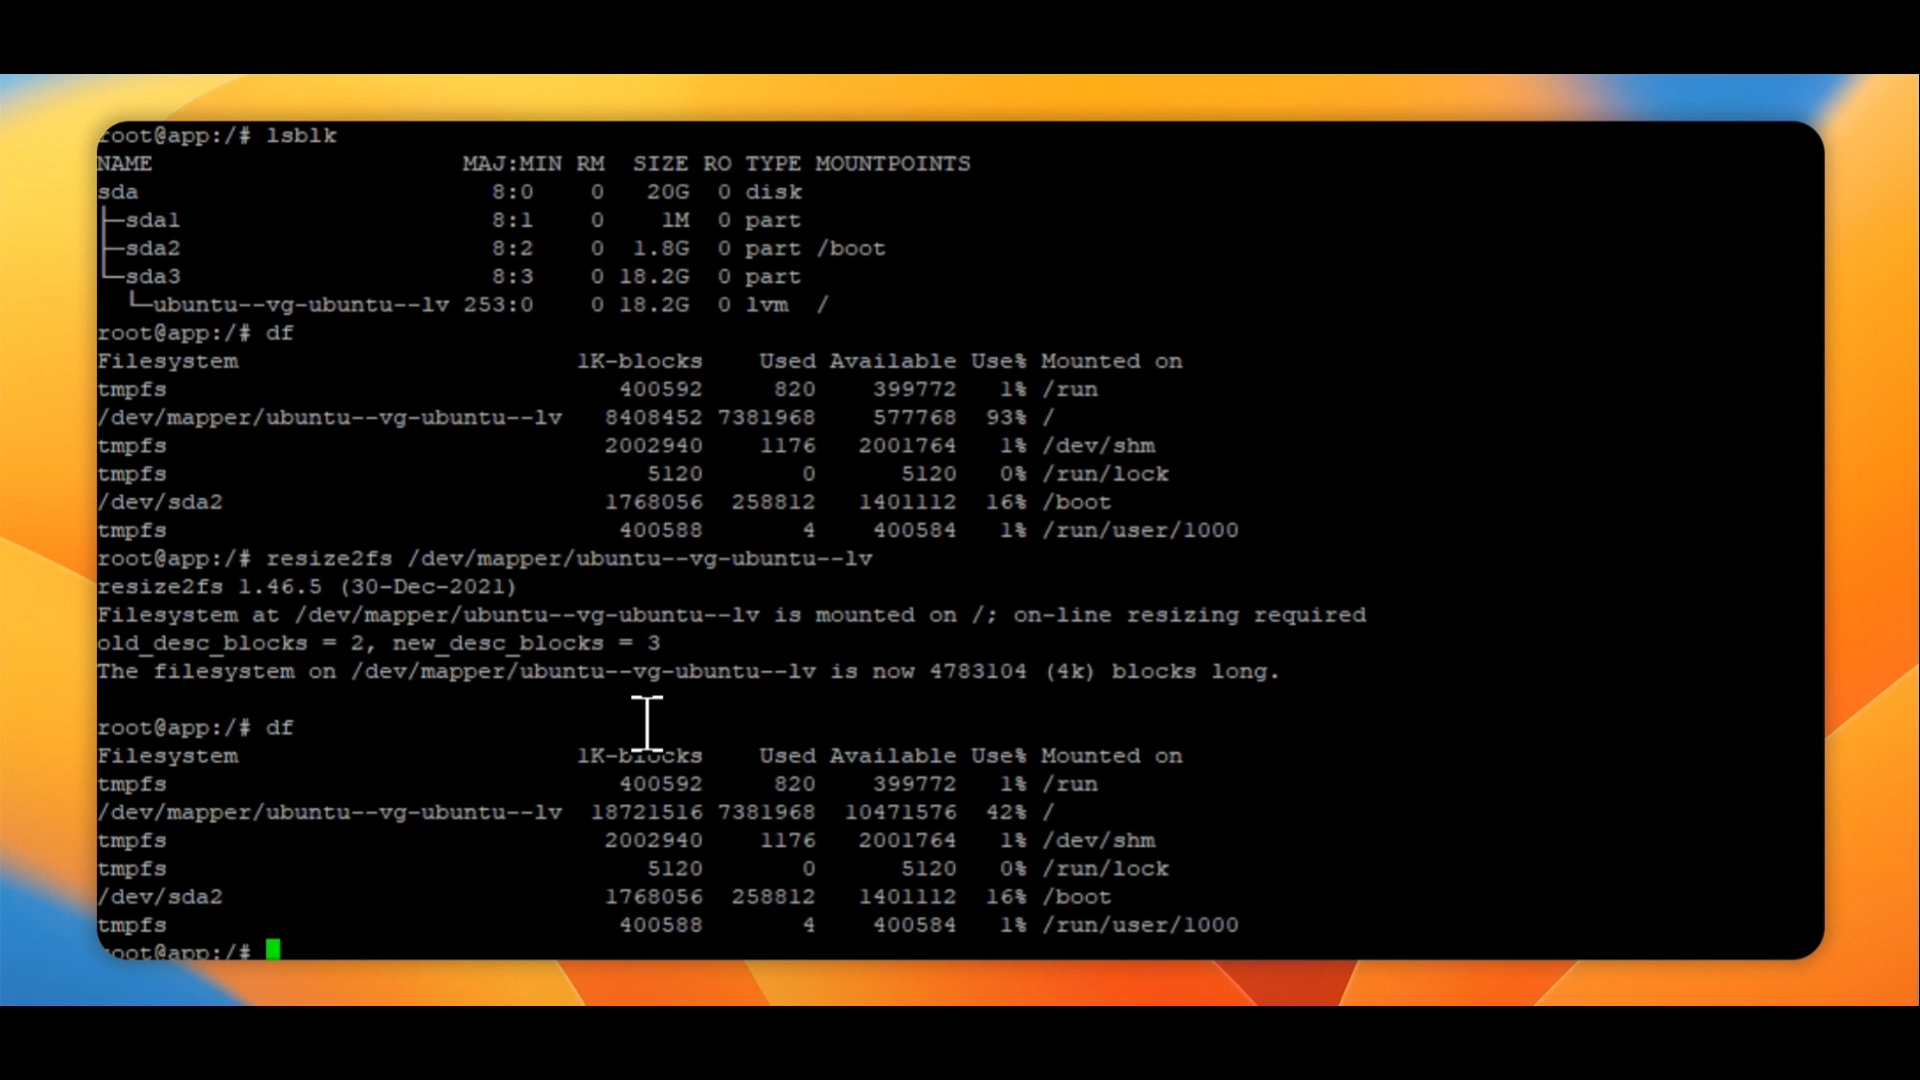 root@app:/# lsblk
NAME                      MAJ:MIN RM  SIZE RO TYPE MOUNTPOINTS
sda                         8:0    0   20G  0 disk
├─sda1                      8:1    0    1M  0 part
├─sda2                      8:2    0  1.8G  0 part /boot
└─sda3                      8:3    0 18.2G  0 part
  └─ubuntu--vg-ubuntu--lv 253:0    0 18.2G  0 lvm  /
root@app:/# df
Filesystem                        1K-blocks    Used Available Use% Mounted on
tmpfs                                400592     820    399772   1% /run
/dev/mapper/ubuntu--vg-ubuntu--lv   8408452 7381968    577768  93% /
tmpfs                               2002940    1176   2001764   1% /dev/shm
tmpfs                                  5120       0      5120   0% /run/lock
/dev/sda2                           1768056  258812   1401112  16% /boot
tmpfs                                400588       4    400584   1% /run/user/1000
root@app:/# resize2fs /dev/mapper/ubuntu--vg-ubuntu--lv
resize2fs 1.46.5 (30-Dec-2021)
Filesystem at /dev/mapper/ubuntu--vg-ubuntu--lv is mounted on /; on-line resizing required
old_desc_blocks = 2, new_desc_blocks = 3
The filesystem on /dev/mapper/ubuntu--vg-ubuntu--lv is now 4783104 (4k) blocks long.
root@app:/# df
Filesystem                        1K-blocks    Used Available Use% Mounted on
tmpfs                                400592     820    399772   1% /run
/dev/mapper/ubuntu--vg-ubuntu--lv  18721516 7381968  10471576  42% /
tmpfs                               2002940    1176   2001764   1% /dev/shm
tmpfs                                  5120       0      5120   0% /run/lock
/dev/sda2                           1768056  258812   1401112  16% /boot
tmpfs                                400588       4    400584   1% /run/user/1000
root@app:/#